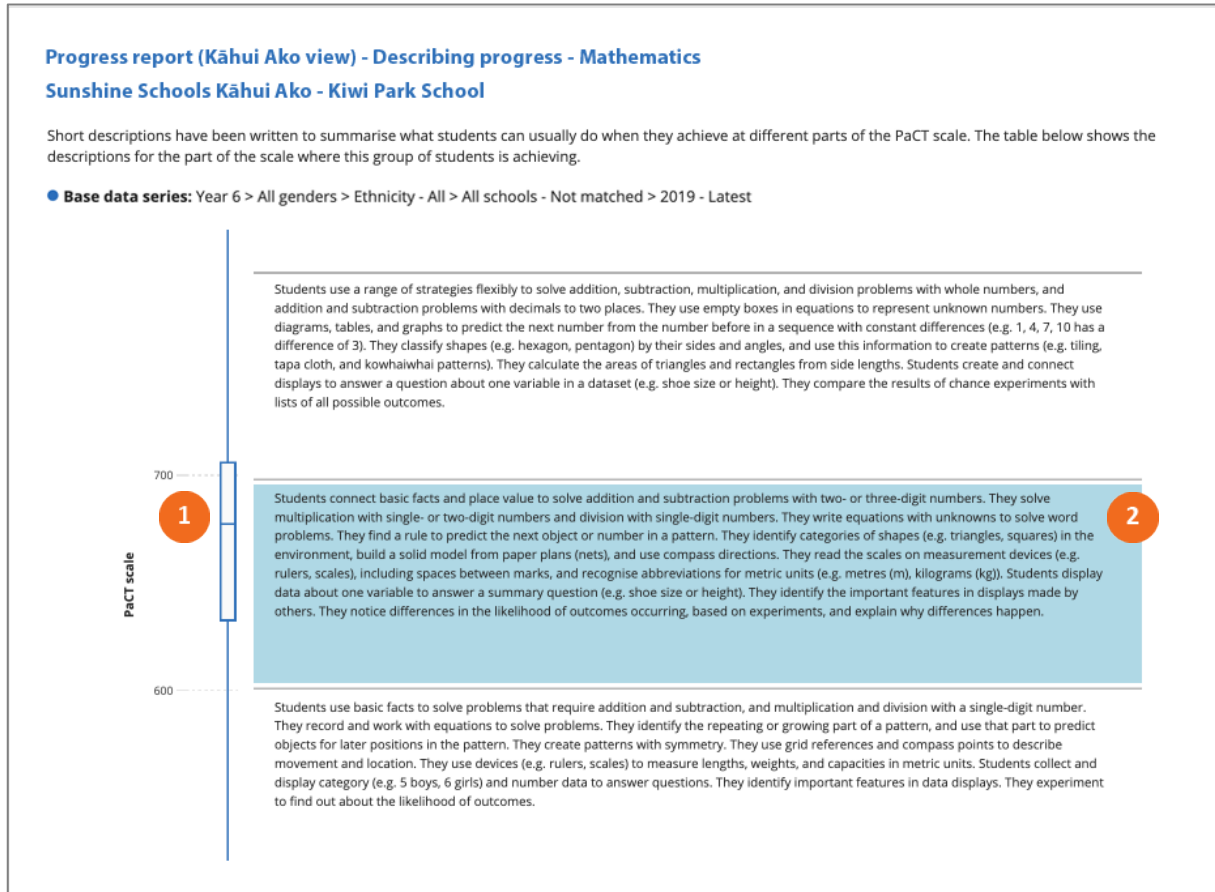 Progress report (Kāhui Ako view) - Describing progress - Mathematics
Sunshine Schools Kāhui Ako - Kiwi Park School
Short descriptions have been written to summarise what students can usually do when they achieve at different parts of the PaCT scale. The table below shows the
descriptions for the part of the scale where this group of students is achieving.
Base data series: Year 6 > All genders > Ethnicity - All > All schools - Not matched > 2019 - Latest
Students use a range of strategies flexibly to solve addition, subtraction, multiplication, and division problems with whole numbers, and
addition and subtraction problems with decimals to two places. They use empty boxes in equations to represent unknown numbers. They use
diagrams, tables, and graphs to predict the next number from the number before in a sequence with constant differences (e.g. 1, 4, 7, 10 has a
difference of 3). They classify shapes (e.g. hexagon, pentagon) by their sides and angles, and use this information to create patterns (e.g. tiling,
tapa cloth, and kowhaiwhai patterns). They calculate the areas of triangles and rectangles from side lengths. Students create and connect
displays to answer a question about one variable in a dataset (e.g. shoe size or height). They compare the results of chance experiments with
lists of all possible outcomes.
700
1
Students connect basic facts and place value to solve addition and subtraction problems with two- or three-digit numbers. They solve
multiplication with single- or two-digit numbers and division with single-digit numbers. They write equations with unknowns to solve word
problems. They find a rule to predict the next object or number in a pattern. They identify categories of shapes (e.g. triangles, squares) in the
environment, build a solid model from paper plans (nets), and use compass directions. They read the scales on measurement devices (e.g.
rulers, scales), including spaces between marks, and recognise abbreviations for metric units (e.g. metres (m), kilograms (kg)). Students display
data about one variable to answer a summary question (e.g. shoe size or height). They identify the important features in displays made by
others. They notice differences in the likelihood of outcomes occurring, based on experiments, and explain why differences happen.
2
PaCT scale
600
Students use basic facts to solve problems that require addition and subtraction, and multiplication and division with a single-digit number.
They record and work with equations to solve problems. They identify the repeating or growing part of a pattern, and use that part to predict
objects for later positions in the pattern. They create patterns with symmetry. They use grid references and compass points to describe
movement and location. They use devices (e.g. rulers, scales) to measure lengths, weights, and capacities in metric units. Students collect and
display category (e.g. 5 boys, 6 girls) and number data to answer questions. They identify important features in data displays. They experiment
to find out about the likelihood of outcomes.